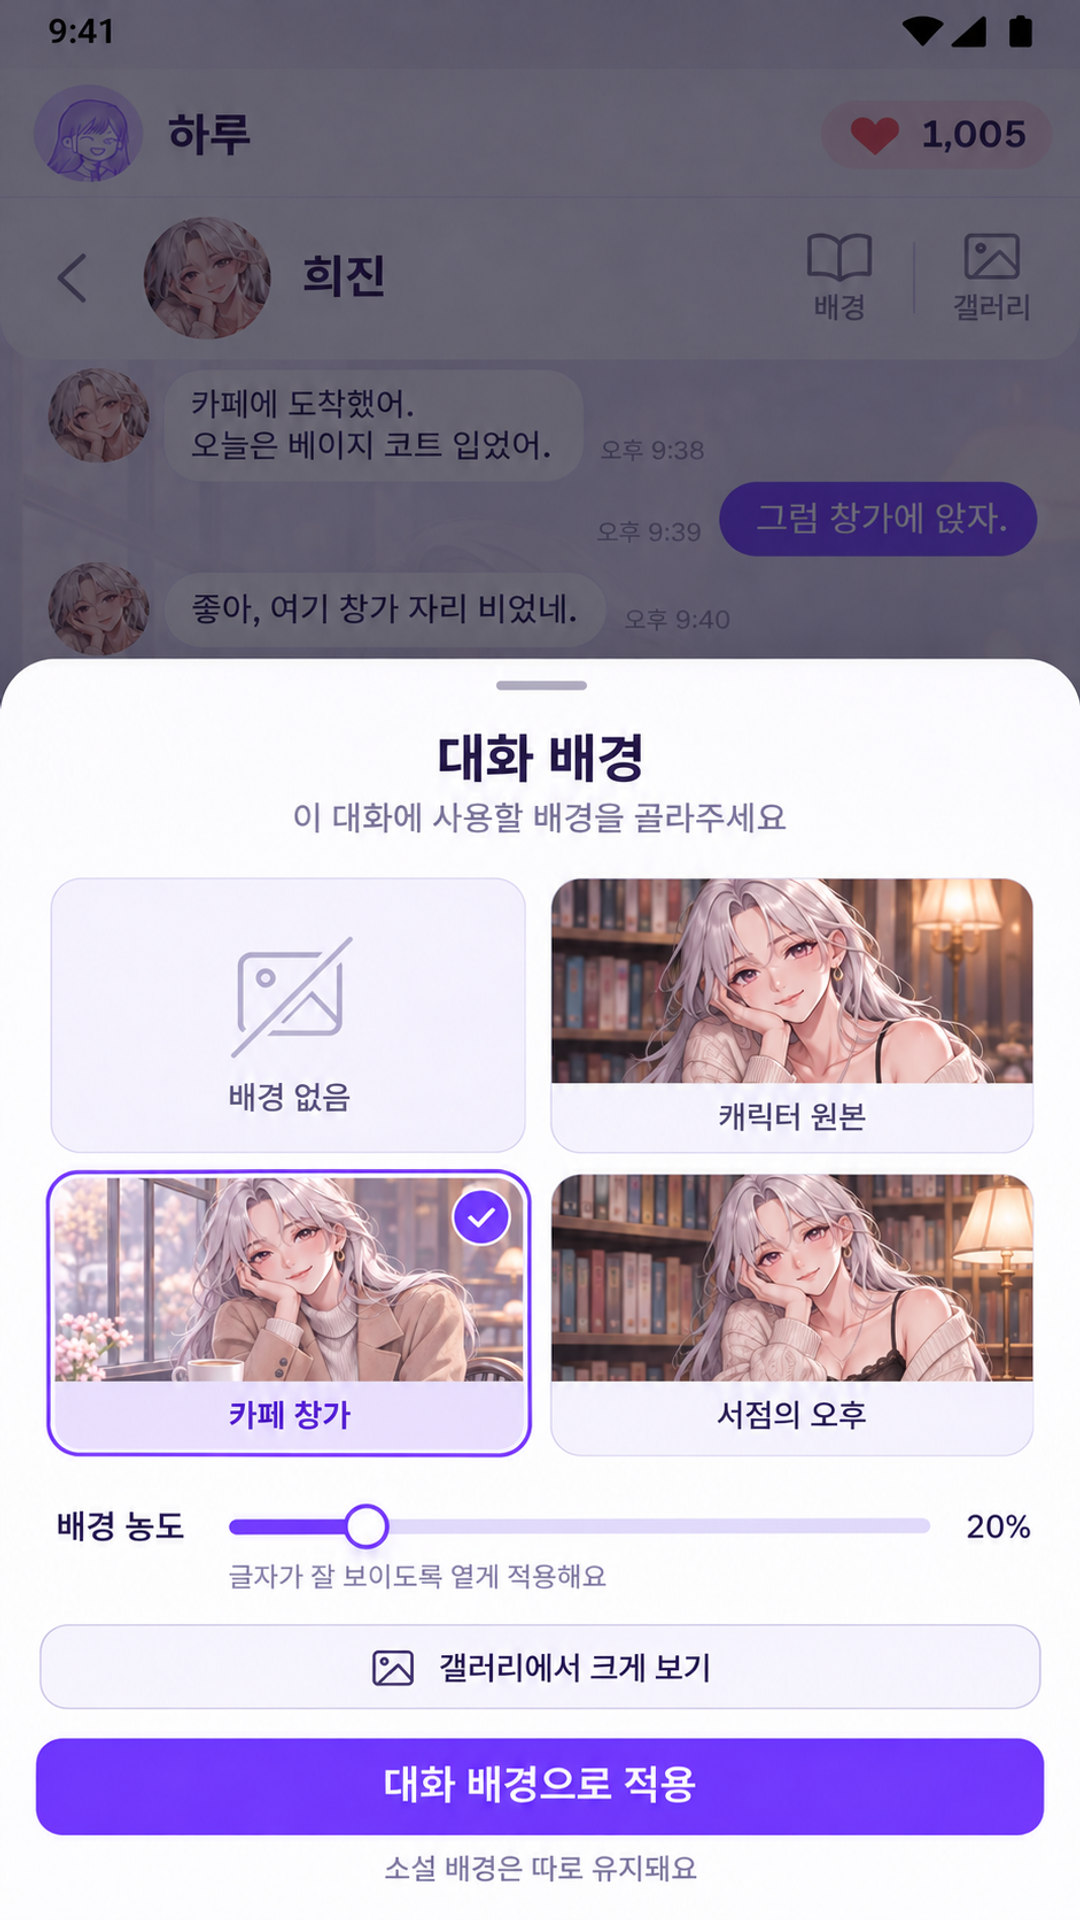 9:41
하루
1,005
희진
배경
갤러리
카페에 도착했어.
오늘은 베이지 코트 입었어.
오후 9:38
그럼 창가에 앉자.
오후 9:39
좋아, 여기 창가 자리 비었네.
오후 9:40
대화 배경
이 대화에 사용할 배경을 골라주세요
배경 없음
캐릭터 원본
카페 창가
서점의 오후
배경 농도
20%
글자가 잘 보이도록 옅게 적용해요
갤러리에서 크게 보기
대화 배경으로 적용
소설 배경은 따로 유지돼요